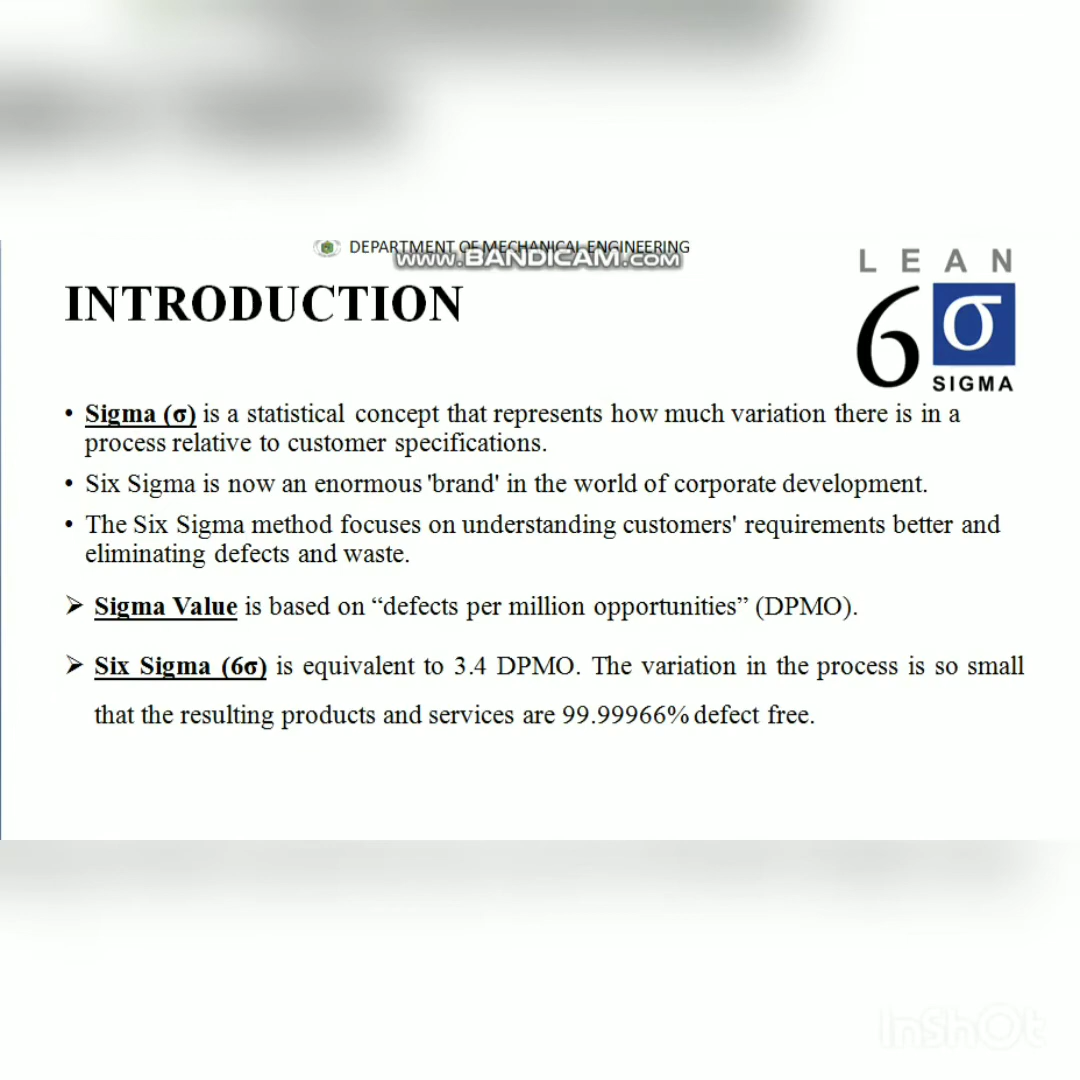 DEPARTMENT OF MECHANICAL ENGINEERING
www.BANDICAM.com
LEAN
6σ
SIGMA
INTRODUCTION
• Sigma (σ) is a statistical concept that represents how much variation there is in a
process relative to customer specifications.
• Six Sigma is now an enormous 'brand' in the world of corporate development.
• The Six Sigma method focuses on understanding customers' requirements better and
eliminating defects and waste.
➢ Sigma Value is based on “defects per million opportunities” (DPMO).
➢ Six Sigma (6σ) is equivalent to 3.4 DPMO. The variation in the process is so small
that the resulting products and services are 99.99966% defect free.
InShOt